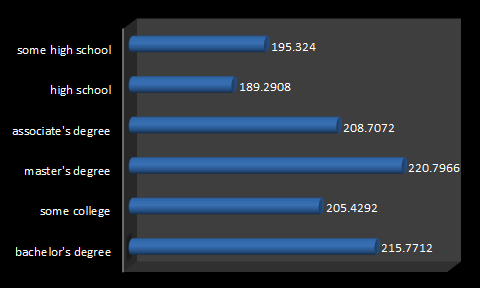 some high school 195.324
high school 189.2908
associate's degree 208.7072
master's degree 220.7966
some college 205.4292
bachelor's degree 215.7712